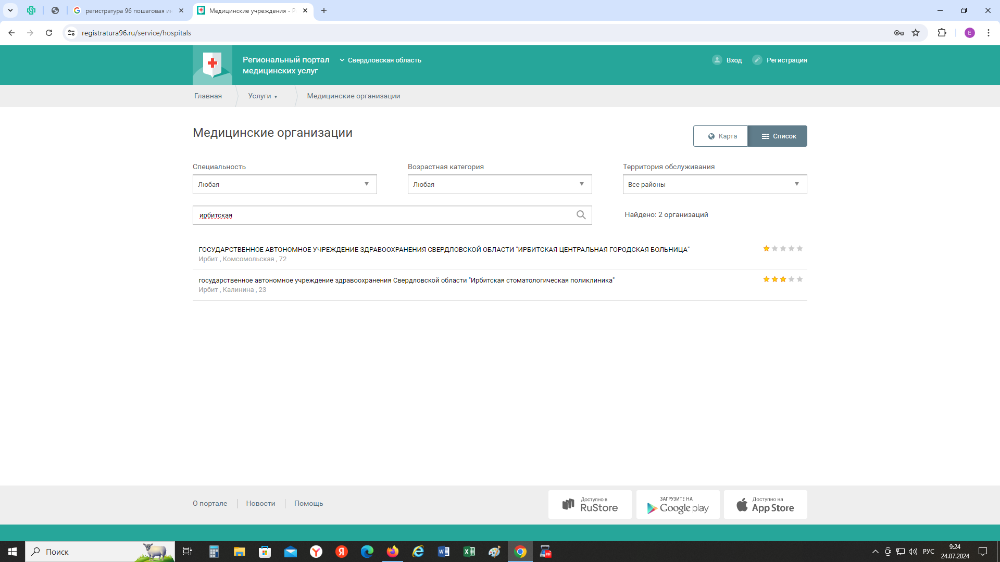 регистратура 96 пошаговая ин
Медицинские учреждения - Р
registratura96.ru/service/hospitals
E
Региональный портал
медицинских услуг
Свердловская область
Вход
Регистрация
Главная
Услуги ▾
Медицинские организации
Медицинские организации
Карта
Список
Специальность
Возрастная категория
Территория обслуживания
Любая
Любая
Все районы
ирбитская
Найдено: 2 организаций
ГОСУДАРСТВЕННОЕ АВТОНОМНОЕ УЧРЕЖДЕНИЕ ЗДРАВООХРАНЕНИЯ СВЕРДЛОВСКОЙ ОБЛАСТИ "ИРБИТСКАЯ ЦЕНТРАЛЬНАЯ ГОРОДСКАЯ БОЛЬНИЦА"
Ирбит , Комсомольская , 72
государственное автономное учреждение здравоохранения Свердловской области "Ирбитская стоматологическая поликлиника"
Ирбит , Калинина , 23
О портале
Новости
Помощь
Доступно в
RuStore
ЗАГРУЗИТЕ НА
Google play
Доступно на
App Store
Поиск
РУС
9:24
24.07.2024